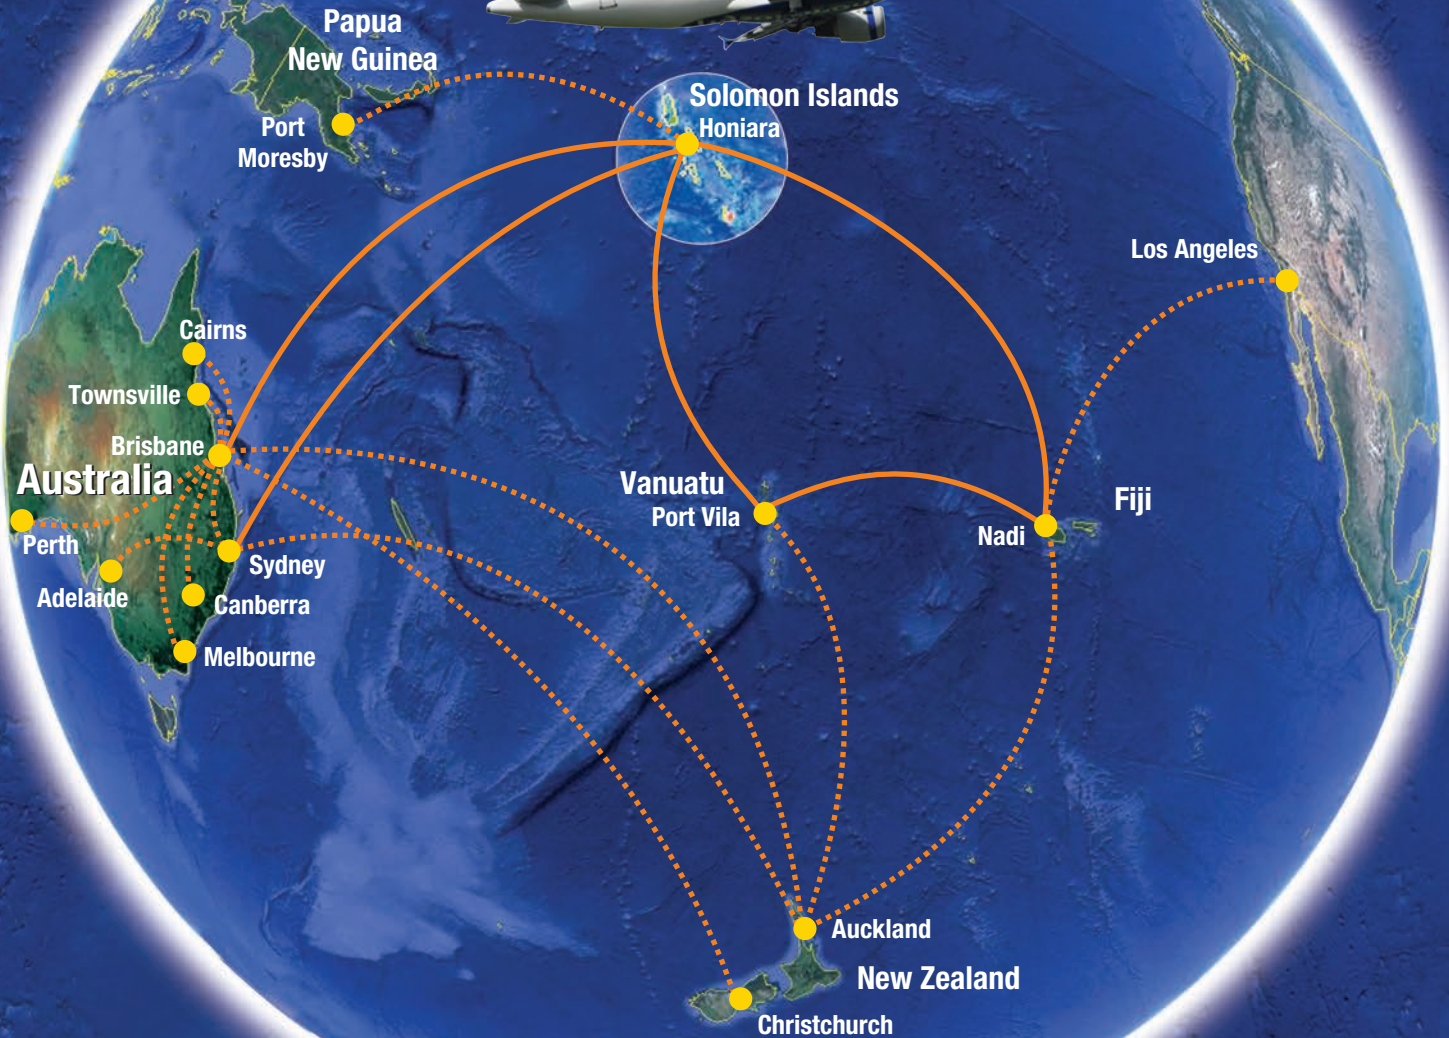 Papua
New Guinea
Port
Moresby
Solomon Islands
Honiara
Los Angeles
Cairns
Townsville
Brisbane
Australia
Perth
Adelaide
Sydney
Canberra
Melbourne
Vanuatu
Port Vila
Fiji
Nadi
Auckland
New Zealand
Christchurch